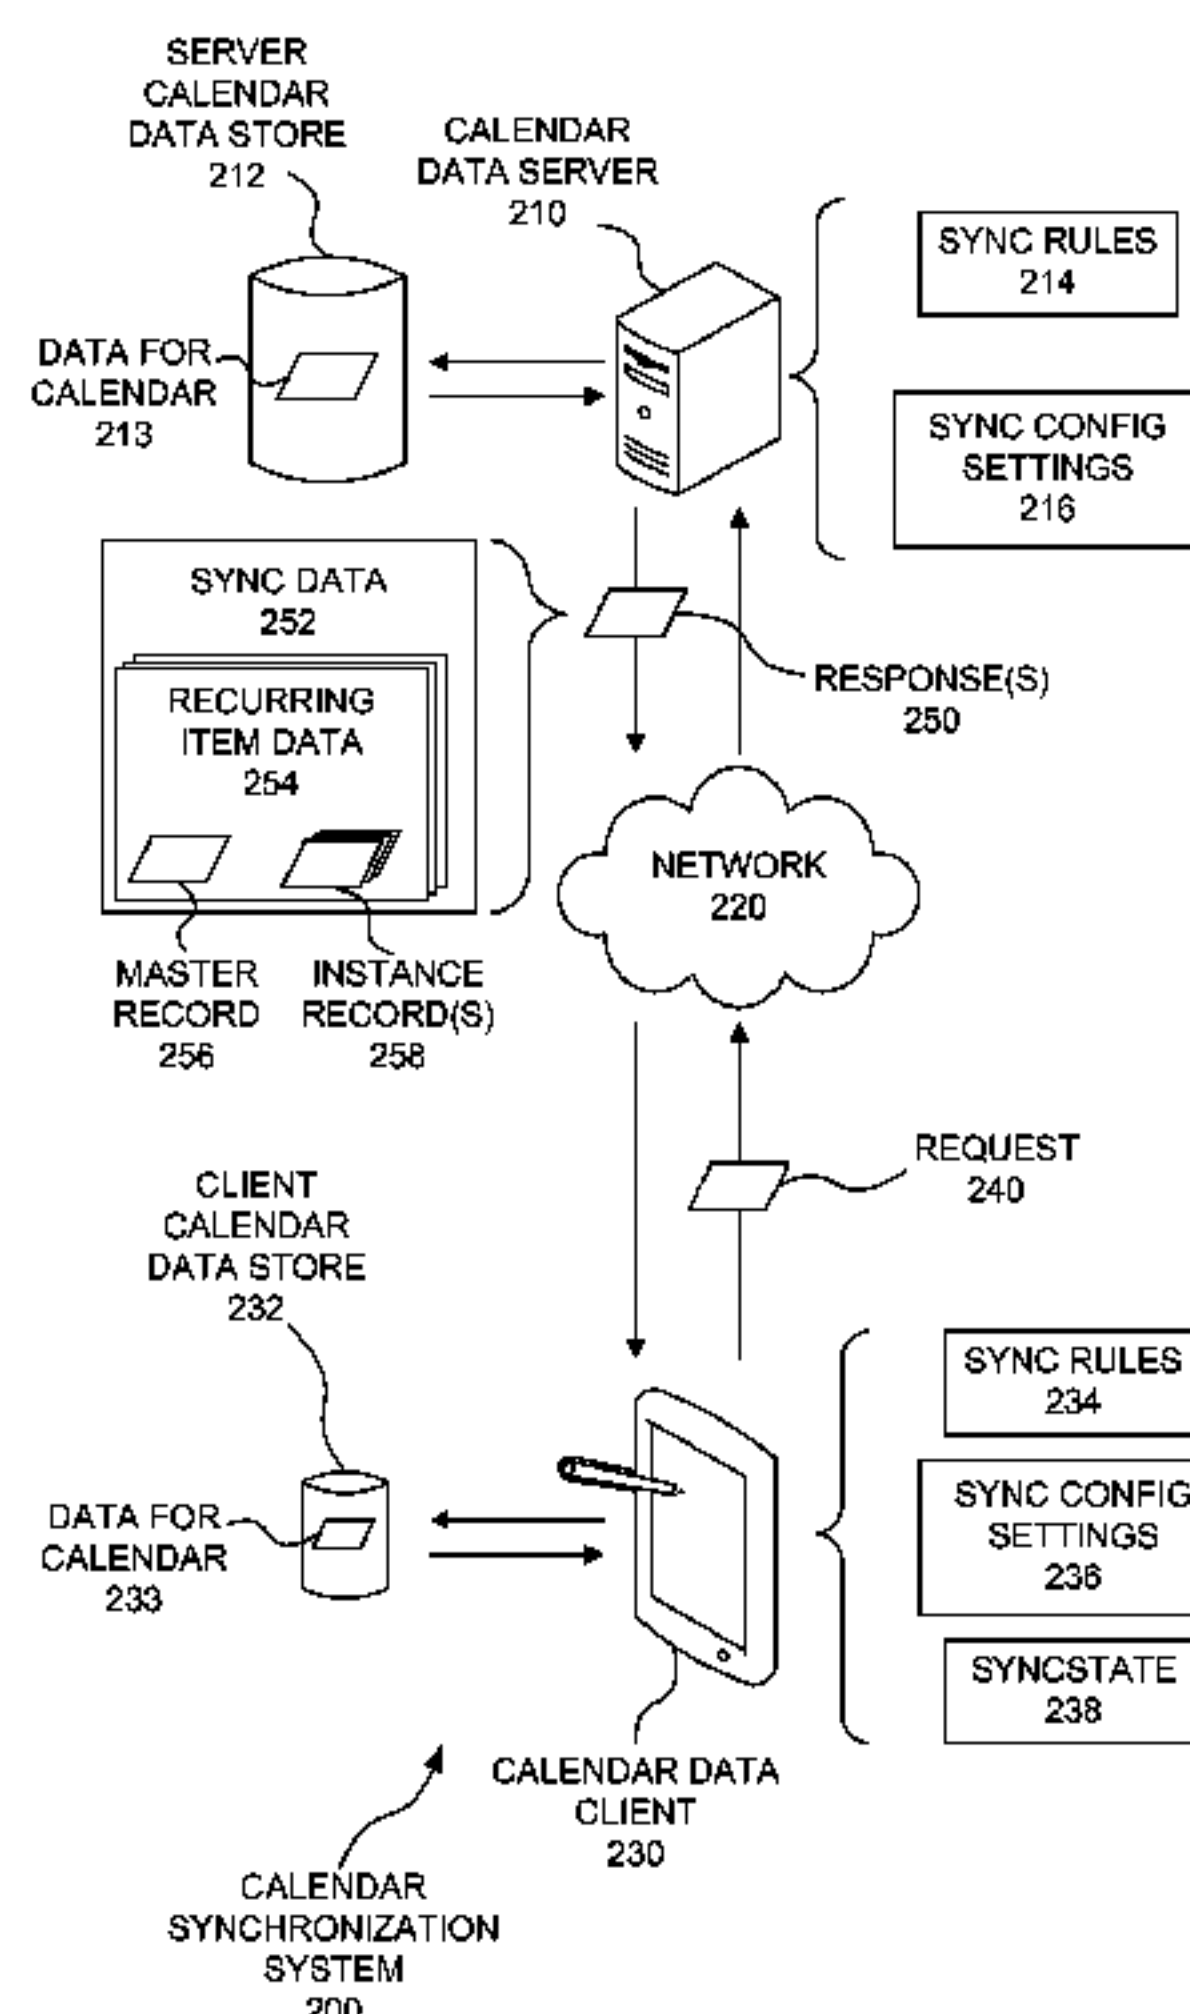 SERVER
CALENDAR
DATA STORE
212
CALENDAR
DATA SERVER
210
SYNC RULES
214
DATA FOR
CALENDAR
213
SYNC CONFIG
SETTINGS
216
SYNC DATA
252
RECURRING
ITEM DATA
254
RESPONSE(S)
250
NETWORK
220
MASTER
RECORD
256
INSTANCE
RECORD(S)
258
REQUEST
240
CLIENT
CALENDAR
DATA STORE
232
SYNC RULES
234
DATA FOR
CALENDAR
233
SYNC CONFIG
SETTINGS
236
SYNCSTATE
238
CALENDAR DATA
CLIENT
230
CALENDAR
SYNCHRONIZATION
SYSTEM
200